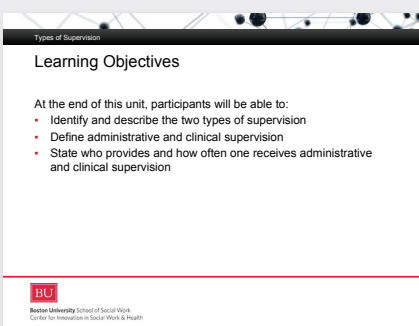 Types of Supervision
Learning Objectives
At the end of this unit, participants will be able to:
• Identify and describe the two types of supervision
• Define administrative and clinical supervision
• State who provides and how often one receives administrative
and clinical supervision
BU
Boston University School of Social Work
Center for Innovation in Social Work & Health